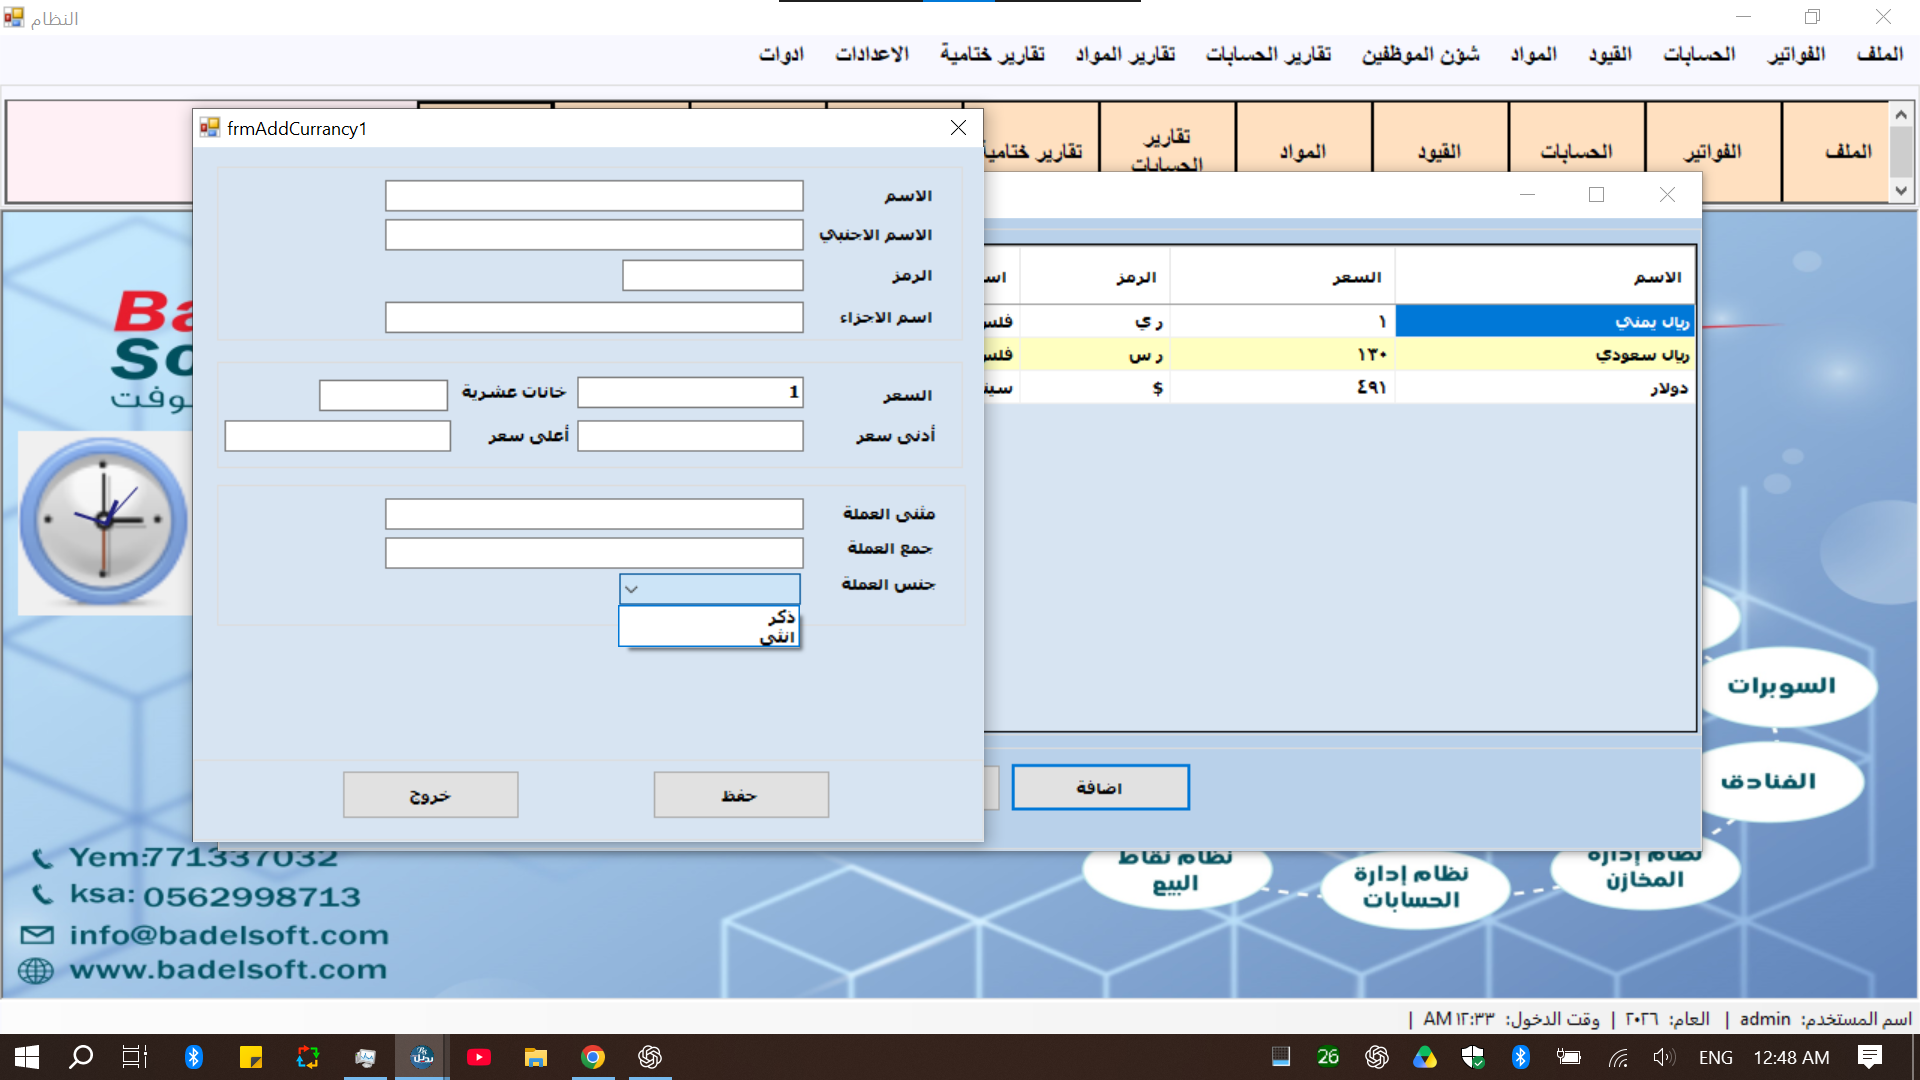 النظام
الملف الفواتير الحسابات القيود المواد شؤن الموظفين تقارير الحسابات تقارير المواد تقارير ختامية الاعدادات ادوات
الملف الفواتير الحسابات القيود المواد تقارير الحسابات تقارير ختامية
frmAddCurrancy1
الاسم
الاسم الاجنبي
الرمز
اسم الاجزاء
السعر 1 خانات عشرية
أدنى سعر أعلى سعر
مثنى العملة
جمع العملة
جنس العملة
ذكر
انثى
حفظ خروج
الاسم السعر الرمز
ريال يمني ١ ر ي
ريال سعودي ١٣٠ ر س
دولار ٤٩١ $
اضافة
السوبرات
الفنادق
نظام إدارة
المخازن
نظام إدارة
الحسابات
نظام نقاط
البيع
Yem:771337032
ksa: 0562998713
info@badelsoft.com
www.badelsoft.com
اسم المستخدم: admin | العام: ٢٠٢٦ | وقت الدخول: ١٢:٣٣ AM |
26 ENG 12:48 AM